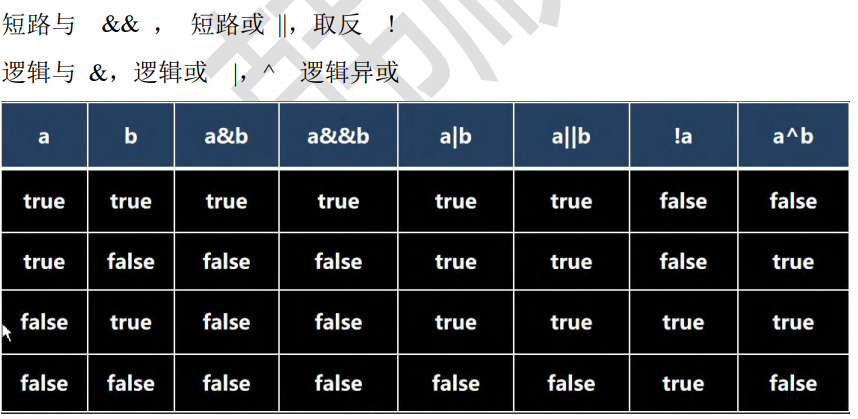 短路与 && ， 短路或 ||，取反 ！
逻辑与 &，逻辑或 |，^ 逻辑异或
a b a&b a&&b a|b a||b !a a^b
true true true true true true false false
true false false false true true false true
false true false false true true true true
false false false false false false true false